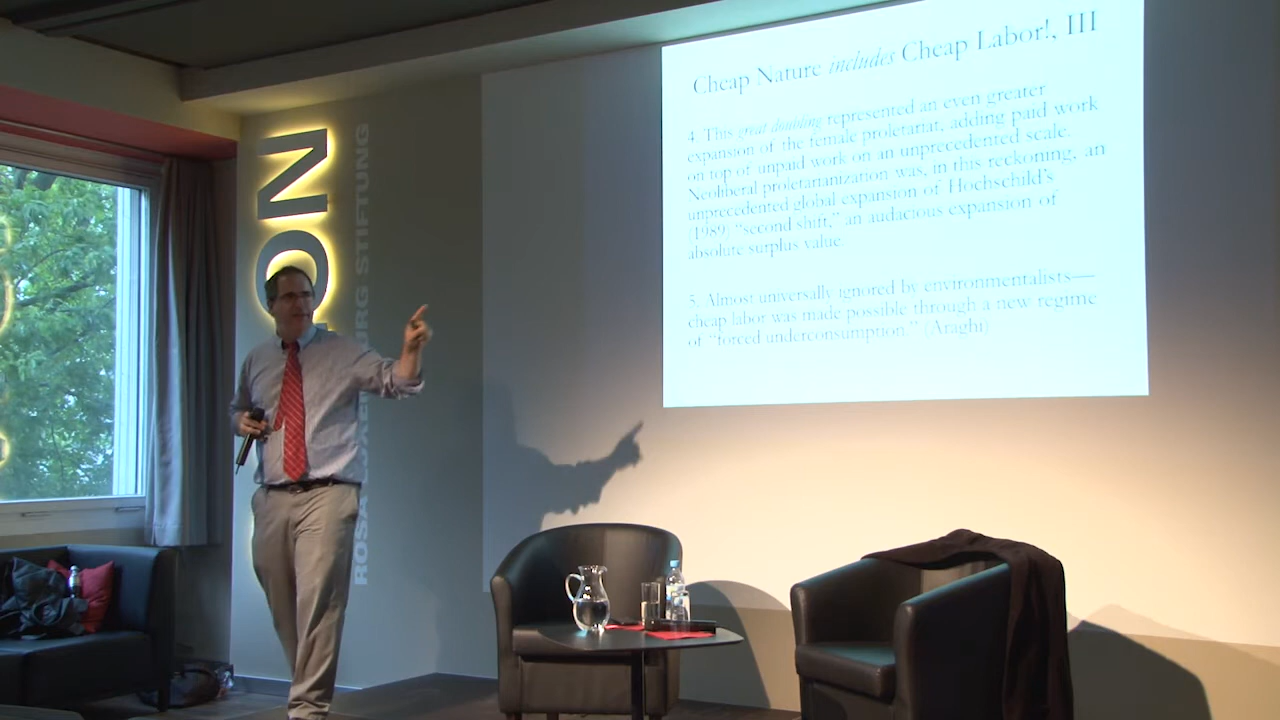 ON
ROSA LUXEMBURG STIFTUNG
Cheap Nature includes Cheap Labor!, III
4. This great doubling represented an even greater
expansion of the female proletariat, adding paid work
on top of unpaid work on an unprecedented scale.
Neoliberal proletarianization was, in this reckoning, an
unprecedented global expansion of Hochschild's
(1989) "second shift," an audacious expansion of
absolute surplus value.
5. Almost universally ignored by environmentalists—
cheap labor was made possible through a new regime
of "forced underconsumption." (Araghi)